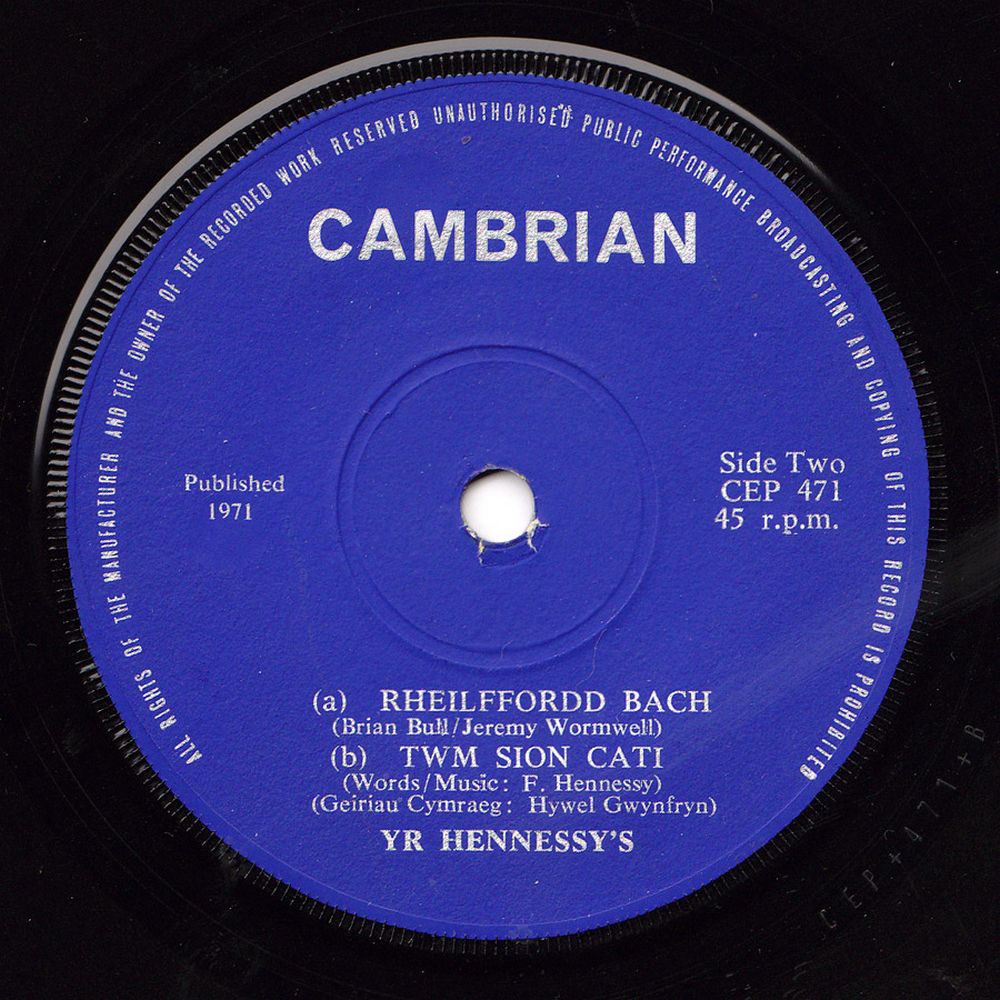 ALL RIGHTS OF THE MANUFACTURER AND THE OWNER OF THE RECORDED WORK RESERVED UNAUTHORISED PUBLIC PERFORMANCE BROADCASTING AND COPYING OF THIS RECORD IS PROHIBITED
CAMBRIAN
Published
1971
Side Two
CEP 471
45 r.p.m.
(a) RHEILFFORDD BACH
(Brian Bull/Jeremy Wormwell)
(b) TWM SION CATI
(Words/Music: F. Hennessy)
(Geiriau Cymraeg: Hywel Gwynfryn)
YR HENNESSY'S
CEP+471+B